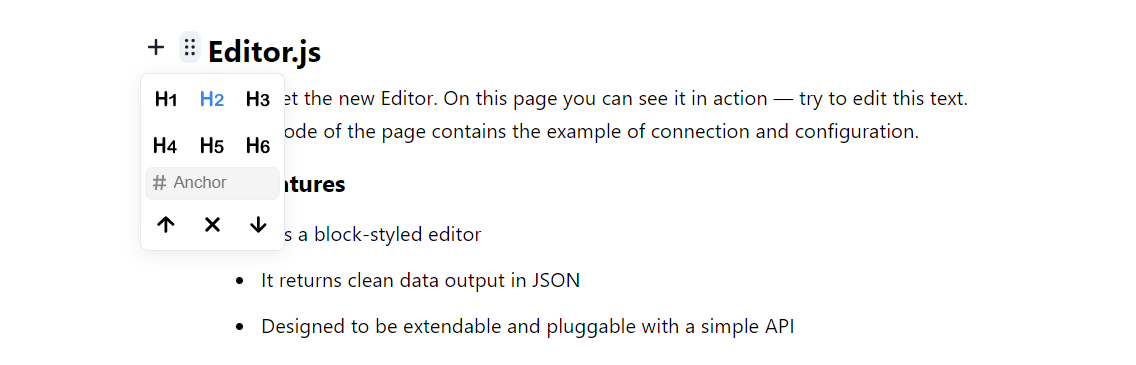 Editor.js
H1 H2 H3
et the new Editor. On this page you can see it in action — try to edit this text.
ode of the page contains the example of connection and configuration.
H4 H5 H6
# Anchor
tures
s a block-styled editor
It returns clean data output in JSON
Designed to be extendable and pluggable with a simple API